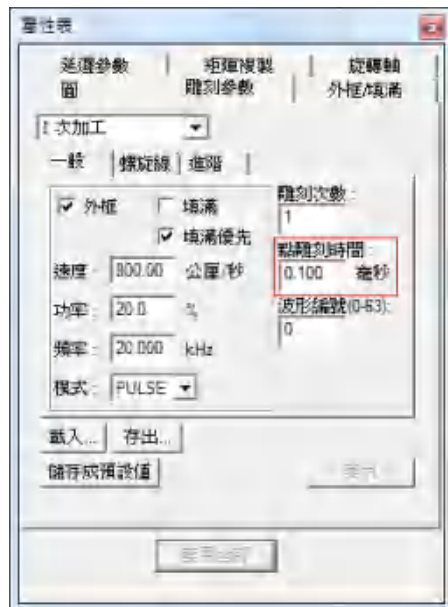 屬性表
延遲參數 矩陣複製 旋轉軸
圓 雕刻參數 外框/填滿
1 次加工
一般 螺旋線 進階
外框 填滿
填滿優先
速度： 800.00 公厘/秒
功率： 20.0 %
頻率： 20.000 kHz
模式： PULSE
雕刻次數：
1
點雕刻時間：
0.100 毫秒
波形編號(0-63):
0
載入... 存出...
儲存成預設值